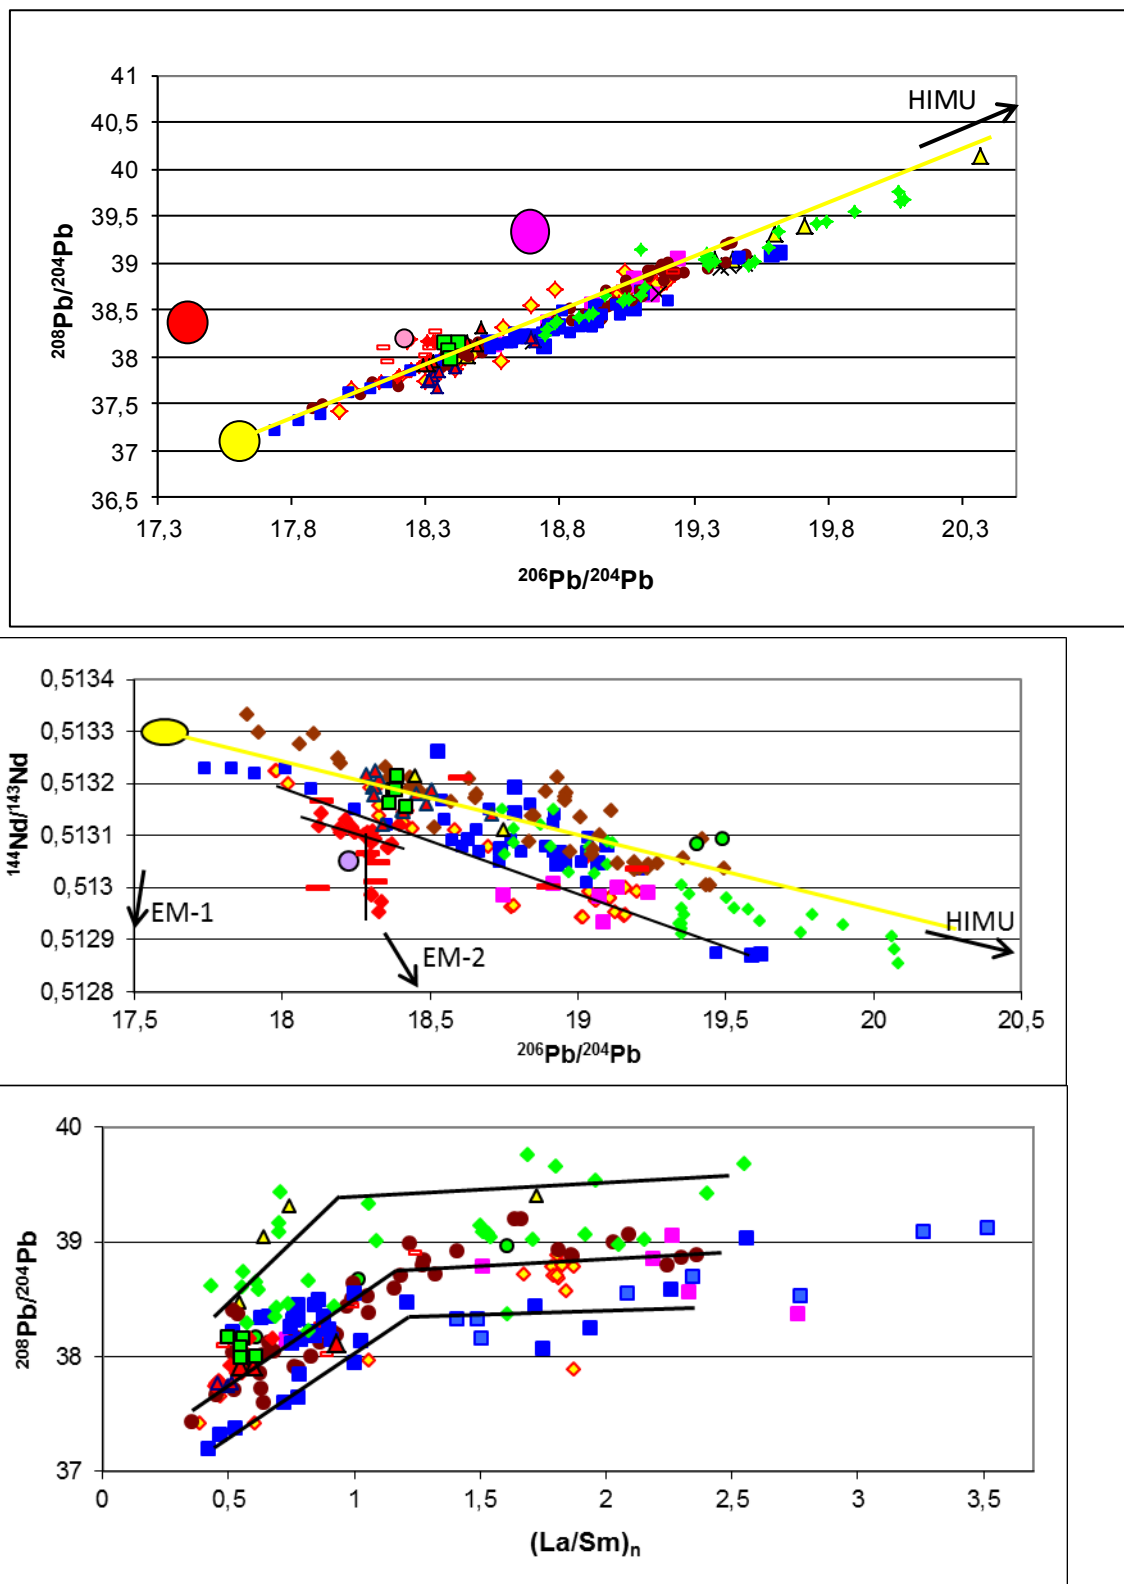 41
40,5
40
39,5
39
38,5
38
37,5
37
36,5
HIMU
²⁰⁸Pb/²⁰⁴Pb
17,3 17,8 18,3 18,8 19,3 19,8 20,3
²⁰⁶Pb/²⁰⁴Pb
0,5134
0,5133
0,5132
0,5131
0,513
0,5129
0,5128
¹⁴⁴Nd/¹⁴³Nd
EM-1
EM-2
HIMU
17,5 18 18,5 19 19,5 20 20,5
²⁰⁶Pb/²⁰⁴Pb
40
39
38
37
²⁰⁸Pb/²⁰⁴Pb
0 0,5 1 1,5 2 2,5 3 3,5
(La/Sm)ₙ